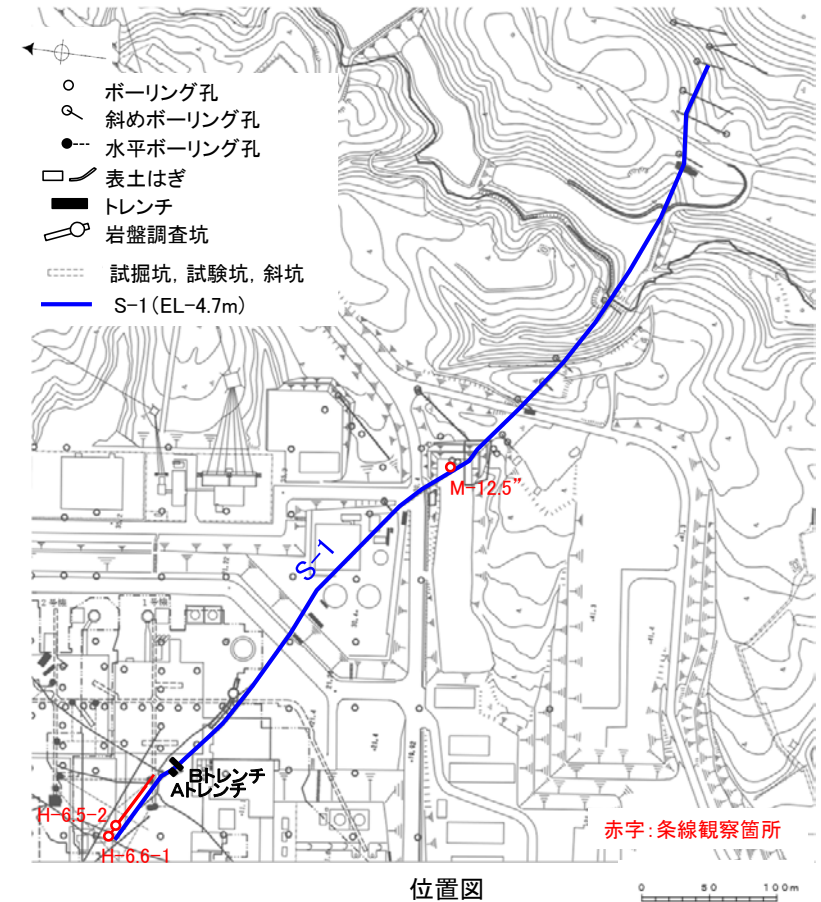 ボーリング孔
斜めボーリング孔
水平ボーリング孔
表土はぎ
トレンチ
岩盤調査坑
試掘坑, 試験坑, 斜坑
S-1(EL-4.7m)
M-12.5”
S-1
Bトレンチ
Aトレンチ
H-6.5-2
H-6.6-1
赤字:条線観察箇所
位置図
0 50 100m